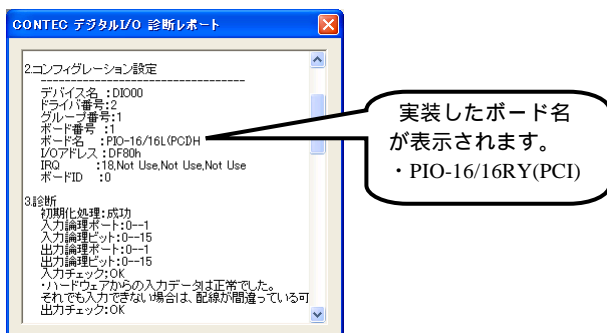 CONTEC デジタルI/O 診断レポート
2.コンフィグレーション設定
----------------------------------
デバイス名 :DIO00
ドライバ番号:2
グループ番号:1
ボード番号 :1
ボード名 :PIO-16/16L(PCI)H
I/Oアドレス :DF80h
IRQ :18,Not Use,Not Use,Not Use
ボードID :0
3.診断
初期化処理:成功
入力論理ポート:0--1
入力論理ビット:0--15
出力論理ポート:0--1
出力論理ビット:0--15
入力チェック:OK
・ハードウェアからの入力データは正常でした。
それでも入力できない場合は、配線が間違っている可
出力チェック:OK
実装したボード名
が表示されます。
・PIO-16/16RY(PCI)